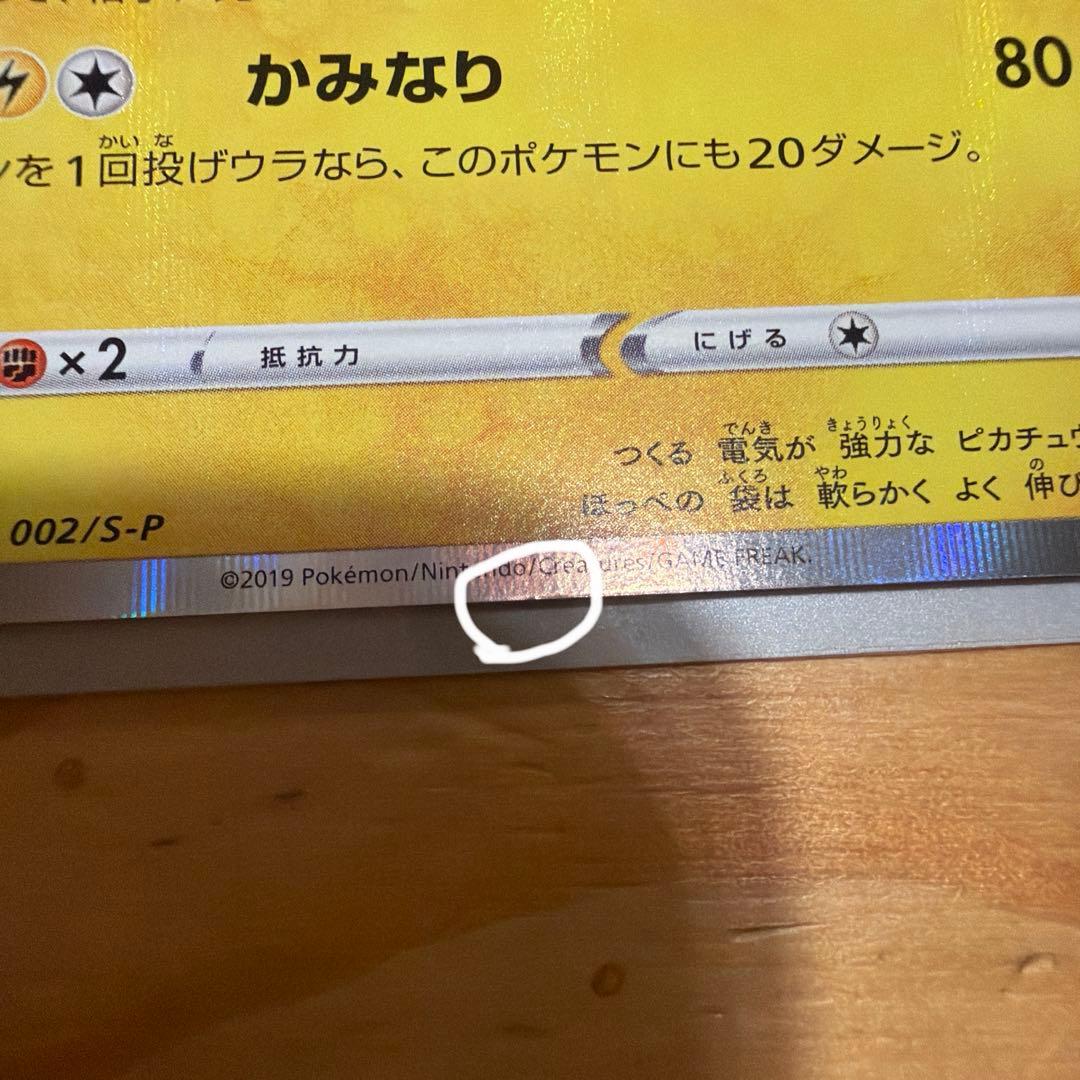 かみなり 80
を1回投げウラなら、このポケモンにも20ダメージ。
×2 抵抗力 にげる
つくる 電気が 強力な ピカチュウ
ほっぺの 袋は 軟らかく よく 伸び
002/S-P
©2019 Pokémon/Nintendo/Creatures/GAME FREAK.